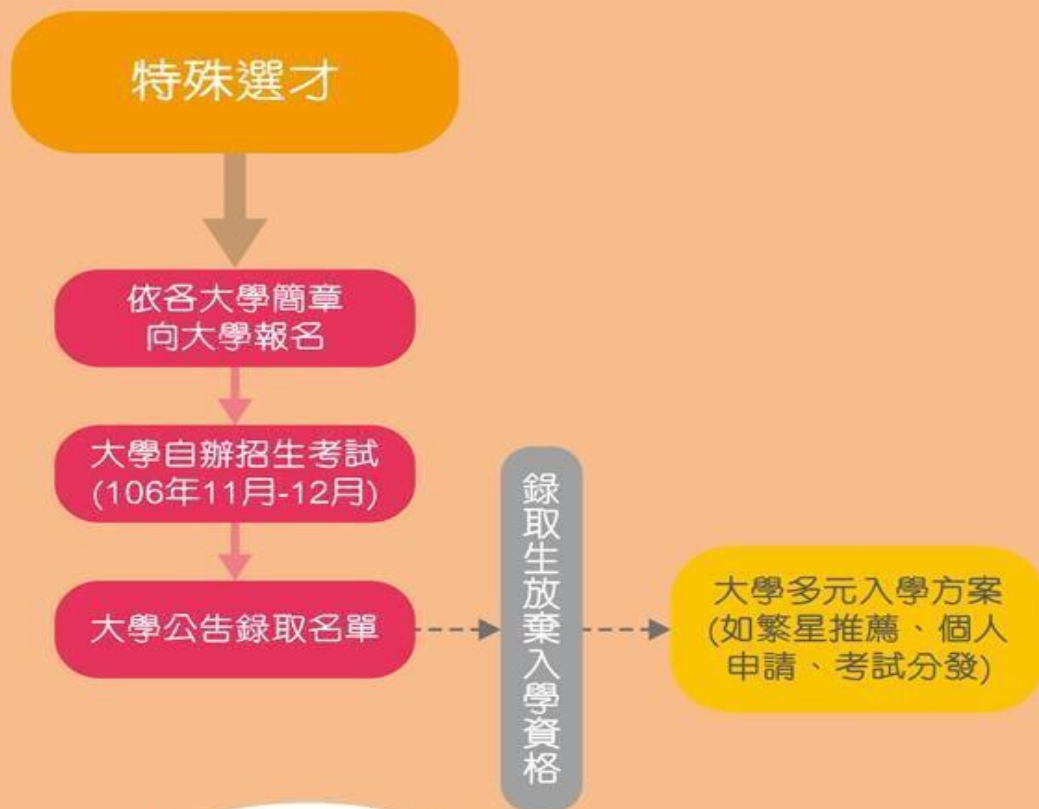 特殊選才
依各大學簡章
向大學報名
大學自辦招生考試
(106年11月-12月)
大學公告錄取名單
錄取生放棄入學資格
大學多元入學方案
(如繁星推薦、個人
申請、考試分發)